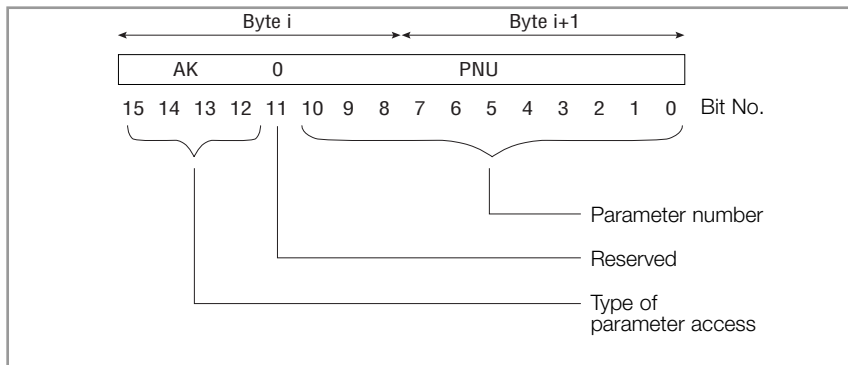 Byte i Byte i+1
AK 0 PNU
15 14 13 12 11 10 9 8 7 6 5 4 3 2 1 0 Bit No.
Parameter number
Reserved
Type of
parameter access